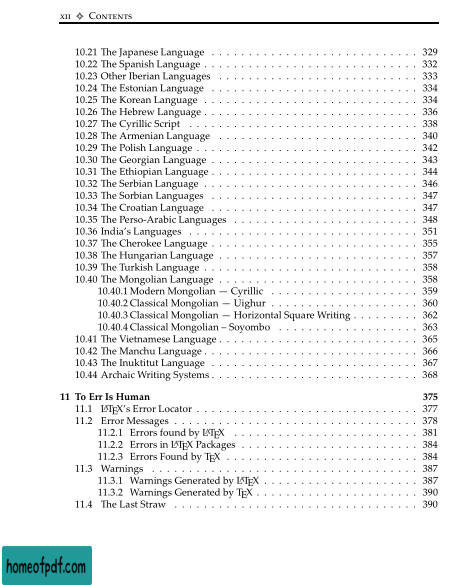 XII ✧ CONTENTS
10.21 The Japanese Language . . . . . . . . . . . . . . . . . . . . . . . . . . 329
10.22 The Spanish Language . . . . . . . . . . . . . . . . . . . . . . . . . . . 332
10.23 Other Iberian Languages . . . . . . . . . . . . . . . . . . . . . . . . . 333
10.24 The Estonian Language . . . . . . . . . . . . . . . . . . . . . . . . . . 334
10.25 The Korean Language . . . . . . . . . . . . . . . . . . . . . . . . . . . 334
10.26 The Hebrew Language . . . . . . . . . . . . . . . . . . . . . . . . . . . 336
10.27 The Cyrillic Script . . . . . . . . . . . . . . . . . . . . . . . . . . . . 338
10.28 The Armenian Language . . . . . . . . . . . . . . . . . . . . . . . . . 340
10.29 The Polish Language . . . . . . . . . . . . . . . . . . . . . . . . . . . . 342
10.30 The Georgian Language . . . . . . . . . . . . . . . . . . . . . . . . . . 343
10.31 The Ethiopian Language . . . . . . . . . . . . . . . . . . . . . . . . . . 344
10.32 The Serbian Language . . . . . . . . . . . . . . . . . . . . . . . . . . . 346
10.33 The Sorbian Languages . . . . . . . . . . . . . . . . . . . . . . . . . . 347
10.34 The Croatian Language . . . . . . . . . . . . . . . . . . . . . . . . . . 347
10.35 The Perso-Arabic Languages . . . . . . . . . . . . . . . . . . . . . . . 348
10.36 India's Languages . . . . . . . . . . . . . . . . . . . . . . . . . . . . . 351
10.37 The Cherokee Language . . . . . . . . . . . . . . . . . . . . . . . . . . 355
10.38 The Hungarian Language . . . . . . . . . . . . . . . . . . . . . . . . . 357
10.39 The Turkish Language . . . . . . . . . . . . . . . . . . . . . . . . . . . 358
10.40 The Mongolian Language . . . . . . . . . . . . . . . . . . . . . . . . . 358
10.40.1 Modern Mongolian — Cyrillic . . . . . . . . . . . . . . . . . . . . 359
10.40.2 Classical Mongolian — Uighur . . . . . . . . . . . . . . . . . . . 360
10.40.3 Classical Mongolian — Horizontal Square Writing . . . . . . . . . 362
10.40.4 Classical Mongolian – Soyombo . . . . . . . . . . . . . . . . . . 363
10.41 The Vietnamese Language . . . . . . . . . . . . . . . . . . . . . . . . . 365
10.42 The Manchu Language . . . . . . . . . . . . . . . . . . . . . . . . . . . 366
10.43 The Inuktitut Language . . . . . . . . . . . . . . . . . . . . . . . . . . 367
10.44 Archaic Writing Systems . . . . . . . . . . . . . . . . . . . . . . . . . . 368
11 To Err Is Human 375
11.1 LATEX's Error Locator . . . . . . . . . . . . . . . . . . . . . . . . . . . . 377
11.2 Error Messages . . . . . . . . . . . . . . . . . . . . . . . . . . . . . . . 378
11.2.1 Errors found by LATEX . . . . . . . . . . . . . . . . . . . . . . . . 381
11.2.2 Errors in LATEX Packages . . . . . . . . . . . . . . . . . . . . . . . 384
11.2.3 Errors Found by TEX . . . . . . . . . . . . . . . . . . . . . . . . . 384
11.3 Warnings . . . . . . . . . . . . . . . . . . . . . . . . . . . . . . . . . . 387
11.3.1 Warnings Generated by LATEX . . . . . . . . . . . . . . . . . . . . 387
11.3.2 Warnings Generated by TEX . . . . . . . . . . . . . . . . . . . . . 390
11.4 The Last Straw . . . . . . . . . . . . . . . . . . . . . . . . . . . . . . . 390
homeofpdf.com